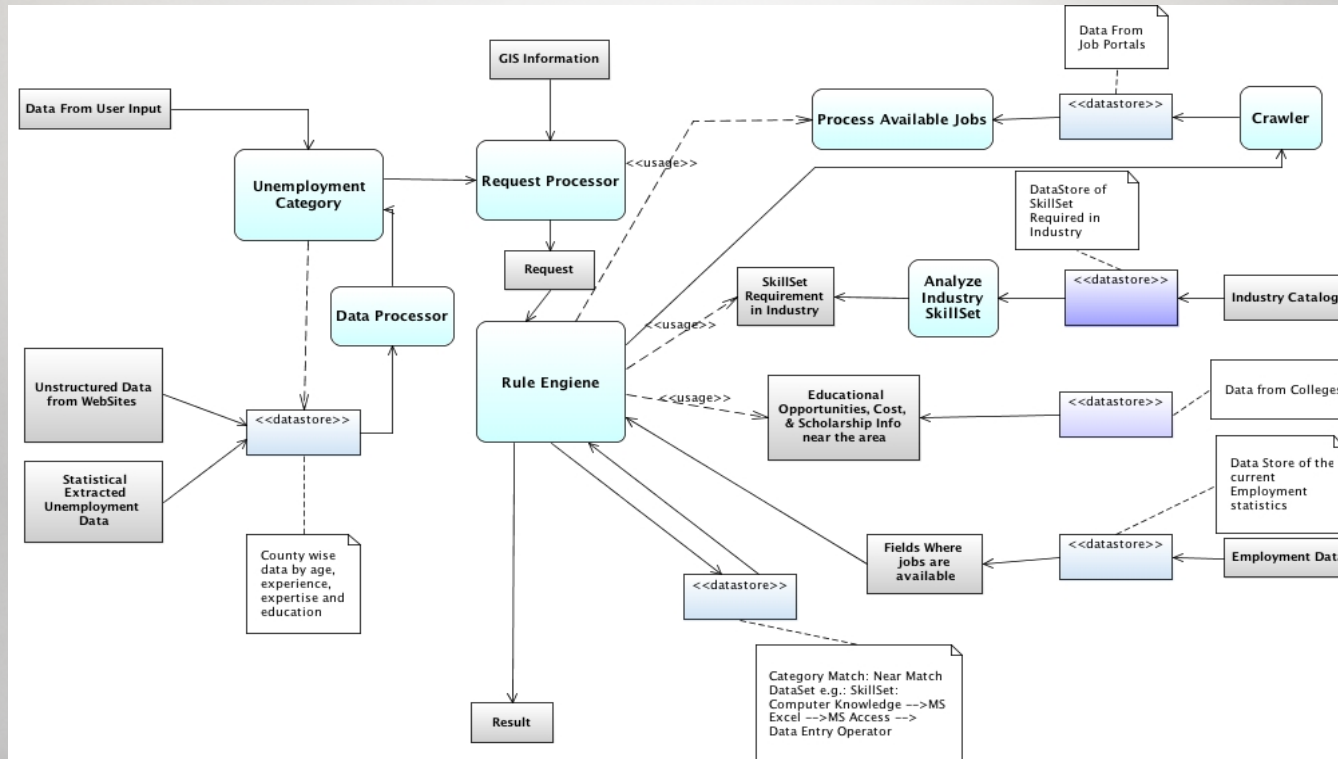 Data From
Job Portals
GIS Information
Data From User Input
<<datastore>>
Process Available Jobs
Crawler
<<usage>>
Unemployment
Category
Request Processor
DataStore of
SkillSet
Required in
Industry
Request
SkillSet
Requirement
in Industry
Analyze
Industry
SkillSet
<<datastore>>
Industry Catalog
Data Processor
<<usage>>
Rule Engiene
Unstructured Data
from WebSites
<<datastore>>
Educational
Opportunities, Cost,
& Scholarship Info
near the area
<<usage>>
<<datastore>>
Data from Colleges
Statistical
Extracted
Unemployment
Data
Data Store of the
current
Employment
statistics
County wise
data by age,
experience,
expertise and
education
Fields Where
jobs are
available
<<datastore>>
Employment Data
<<datastore>>
Category Match: Near Match
DataSet e.g.: SkillSet:
Computer Knowledge -->MS
Excel -->MS Access -->
Data Entry Operator
Result